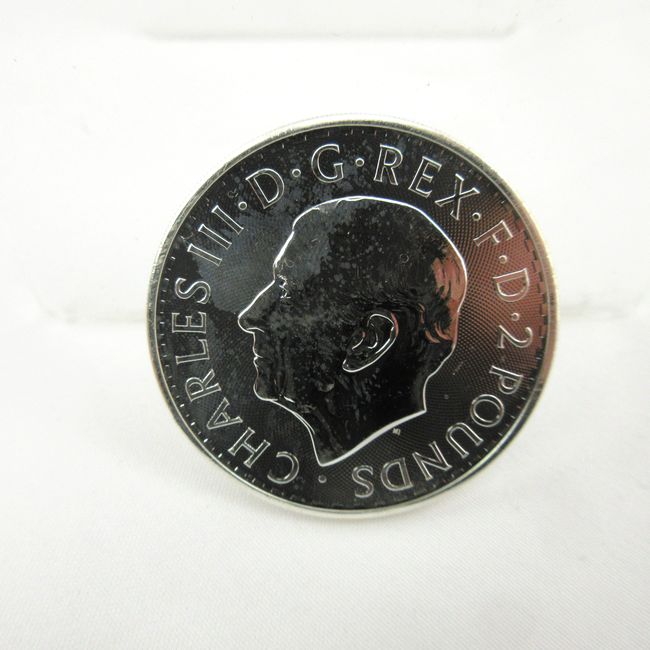 CHARLES III · D · G · REX · F · D · 2 POUNDS ·